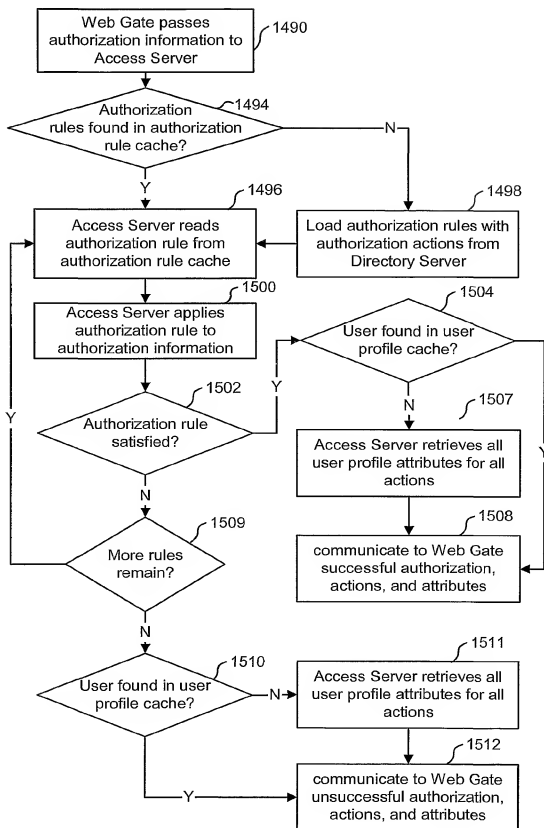 Web Gate passes
authorization information to
Access Server
1490
1494
Authorization
rules found in authorization
rule cache?
N
Y
1496
Access Server reads
authorization rule from
authorization rule cache
1498
Load authorization rules with
authorization actions from
Directory Server
1500
Access Server applies
authorization rule to
authorization information
1504
User found in user
profile cache?
Y
Y
Y
N
1502
Authorization rule
satisfied?
1507
Access Server retrieves all
user profile attributes for all
actions
N
1508
communicate to Web Gate
successful authorization,
actions, and attributes
1509
More rules
remain?
N
1510
User found in user
profile cache?
N
1511
Access Server retrieves all
all user profile attributes for all
actions
Y
1512
communicate to Web Gate
unsuccessful authorization,
actions, and attributes